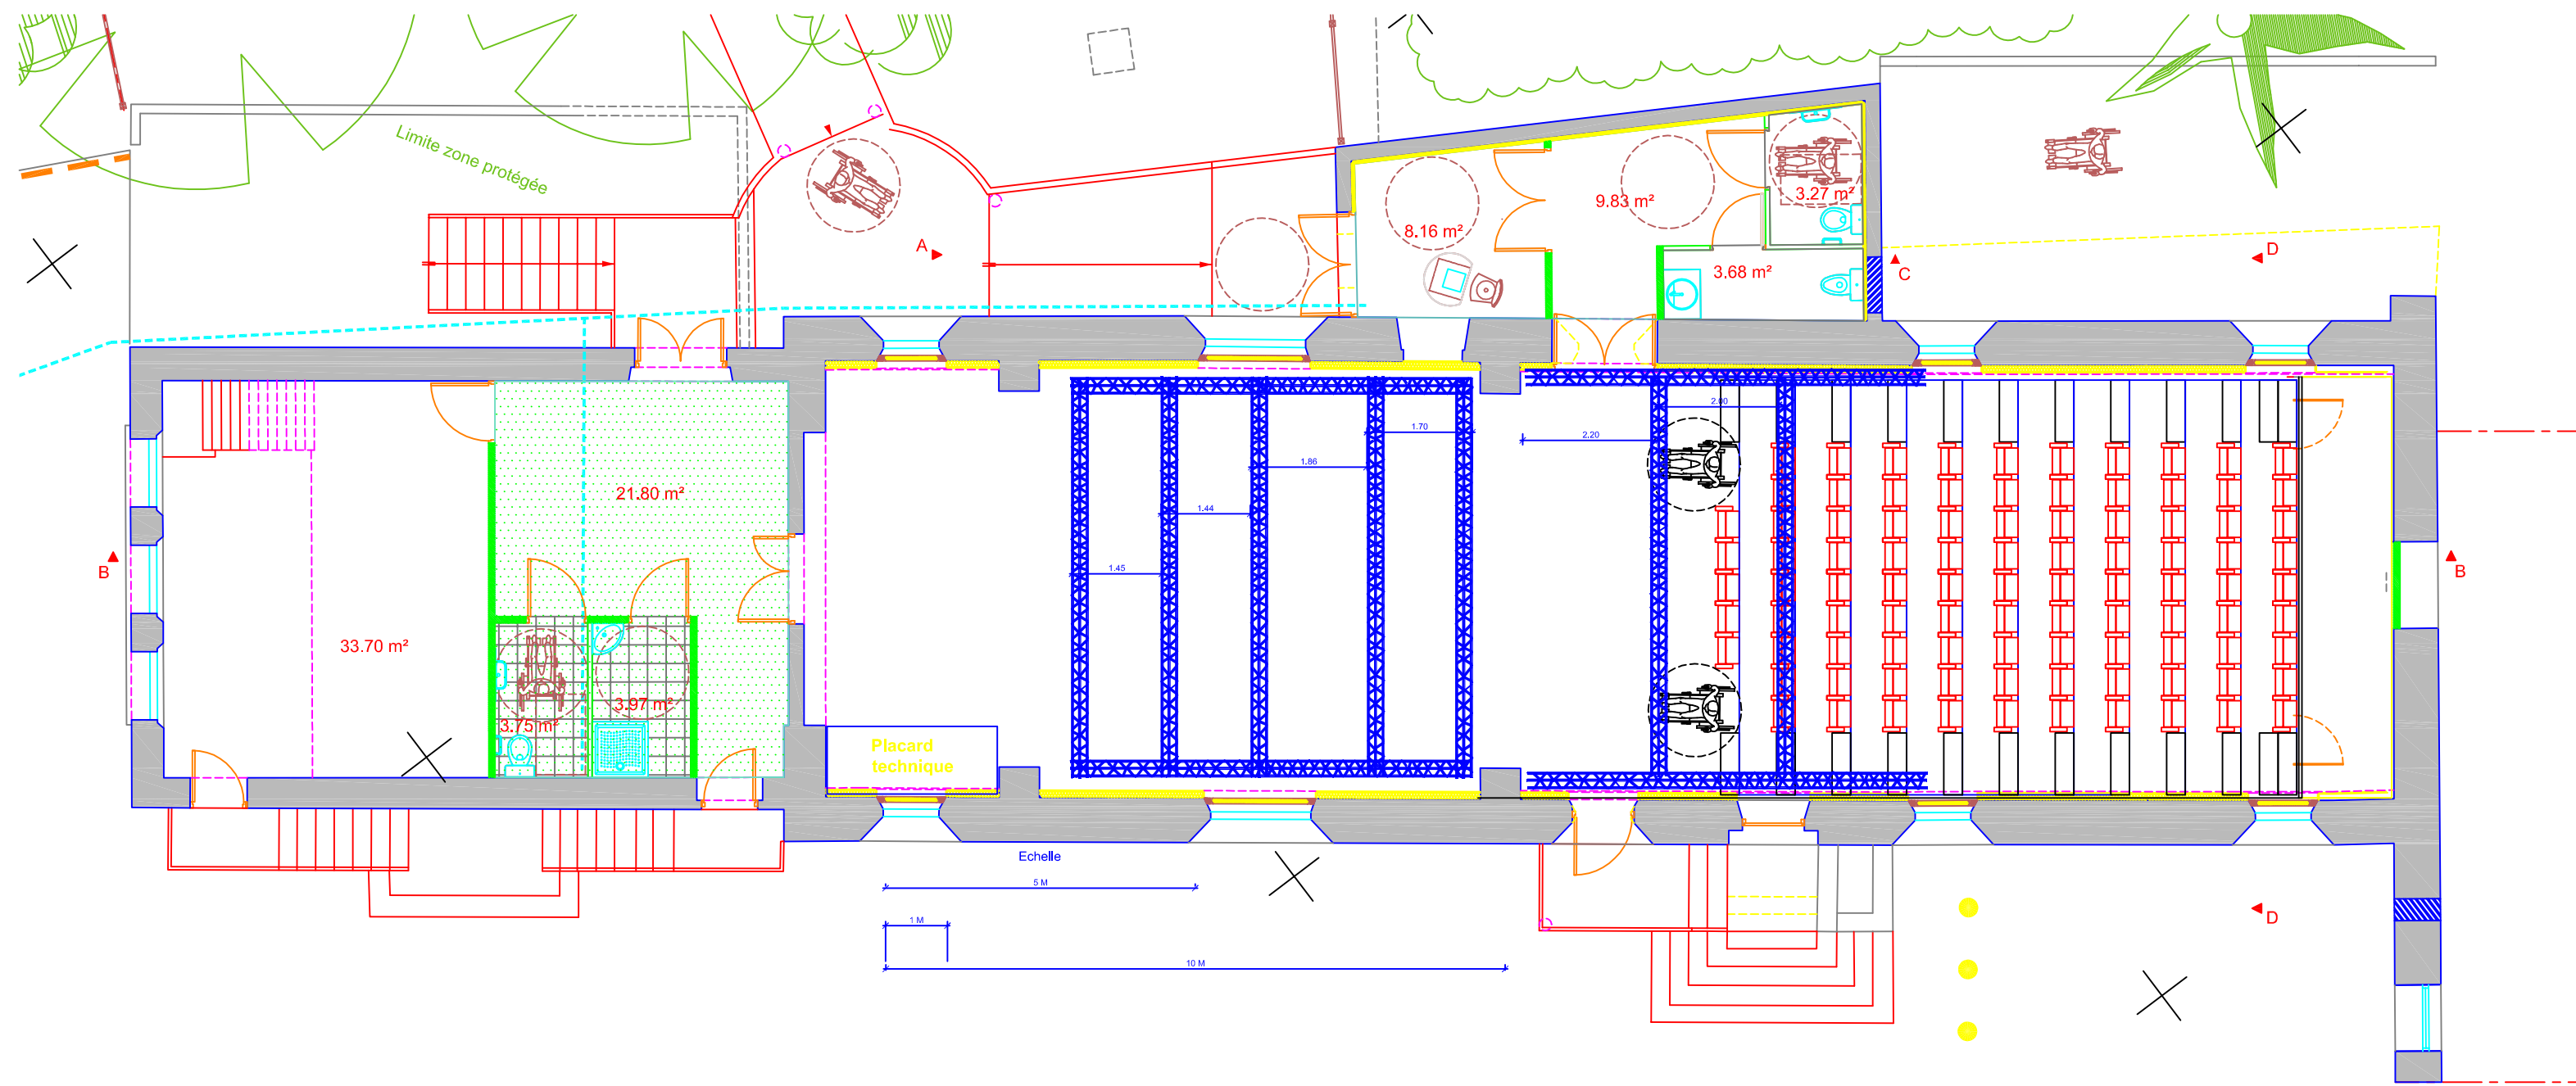 Limite zone protégée
A
8.16 m²
9.83 m²
3.27 m²
3.68 m²
C
D
2.00
1.70
2.20
1.86
1.44
1.45
21.80 m²
33.70 m²
3.75 m²
3.97 m²
B
B
Placard
technique
Echelle
5 M
1 M
10 M
D